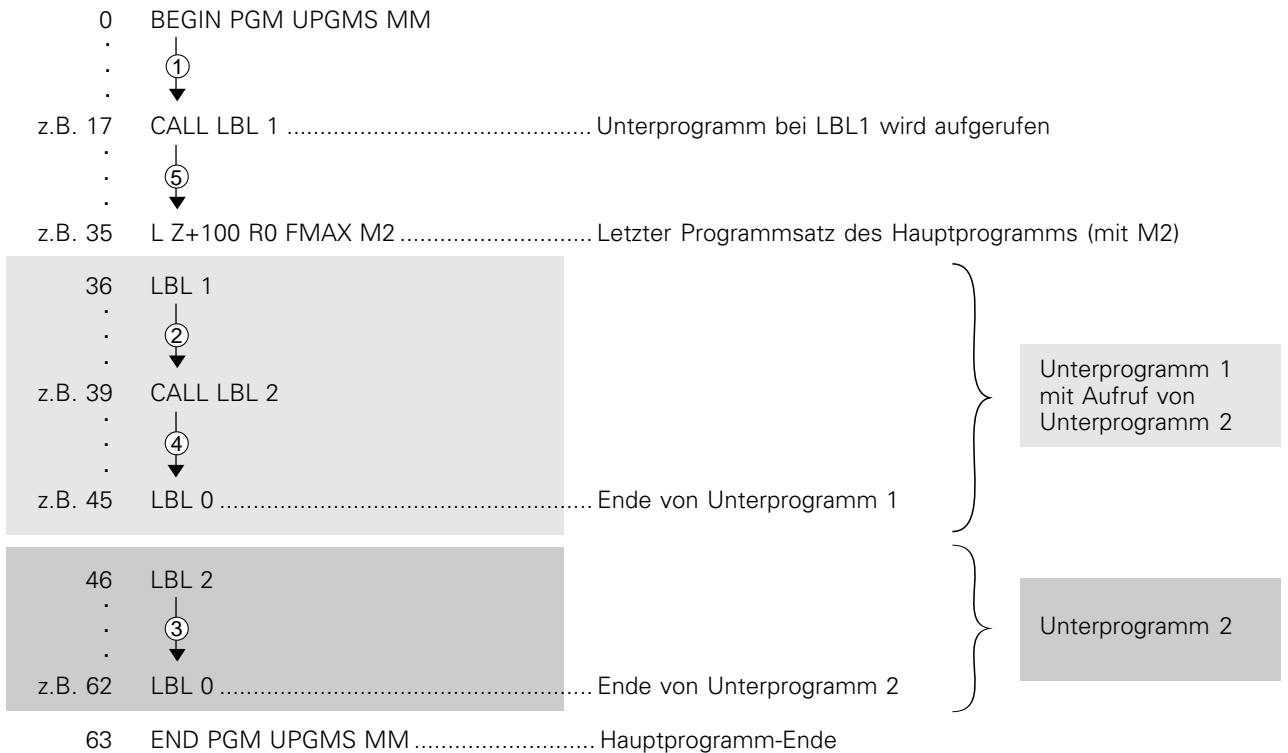 0 BEGIN PGM UPGMS MM
.
. 1
.
z.B. 17 CALL LBL 1 .............................................. Unterprogramm bei LBL1 wird aufgerufen
.
. 5
.
z.B. 35 L Z+100 R0 FMAX M2 ............................. Letzter Programmsatz des Hauptprogramms (mit M2)
36 LBL 1
.
. 2
.
z.B. 39 CALL LBL 2
.
. 4
.
z.B. 45 LBL 0 ........................................................ Ende von Unterprogramm 1
Unterprogramm 1
mit Aufruf von
Unterprogramm 2
46 LBL 2
.
. 3
.
z.B. 62 LBL 0 ........................................................ Ende von Unterprogramm 2
Unterprogramm 2
63 END PGM UPGMS MM ........................... Hauptprogramm-Ende